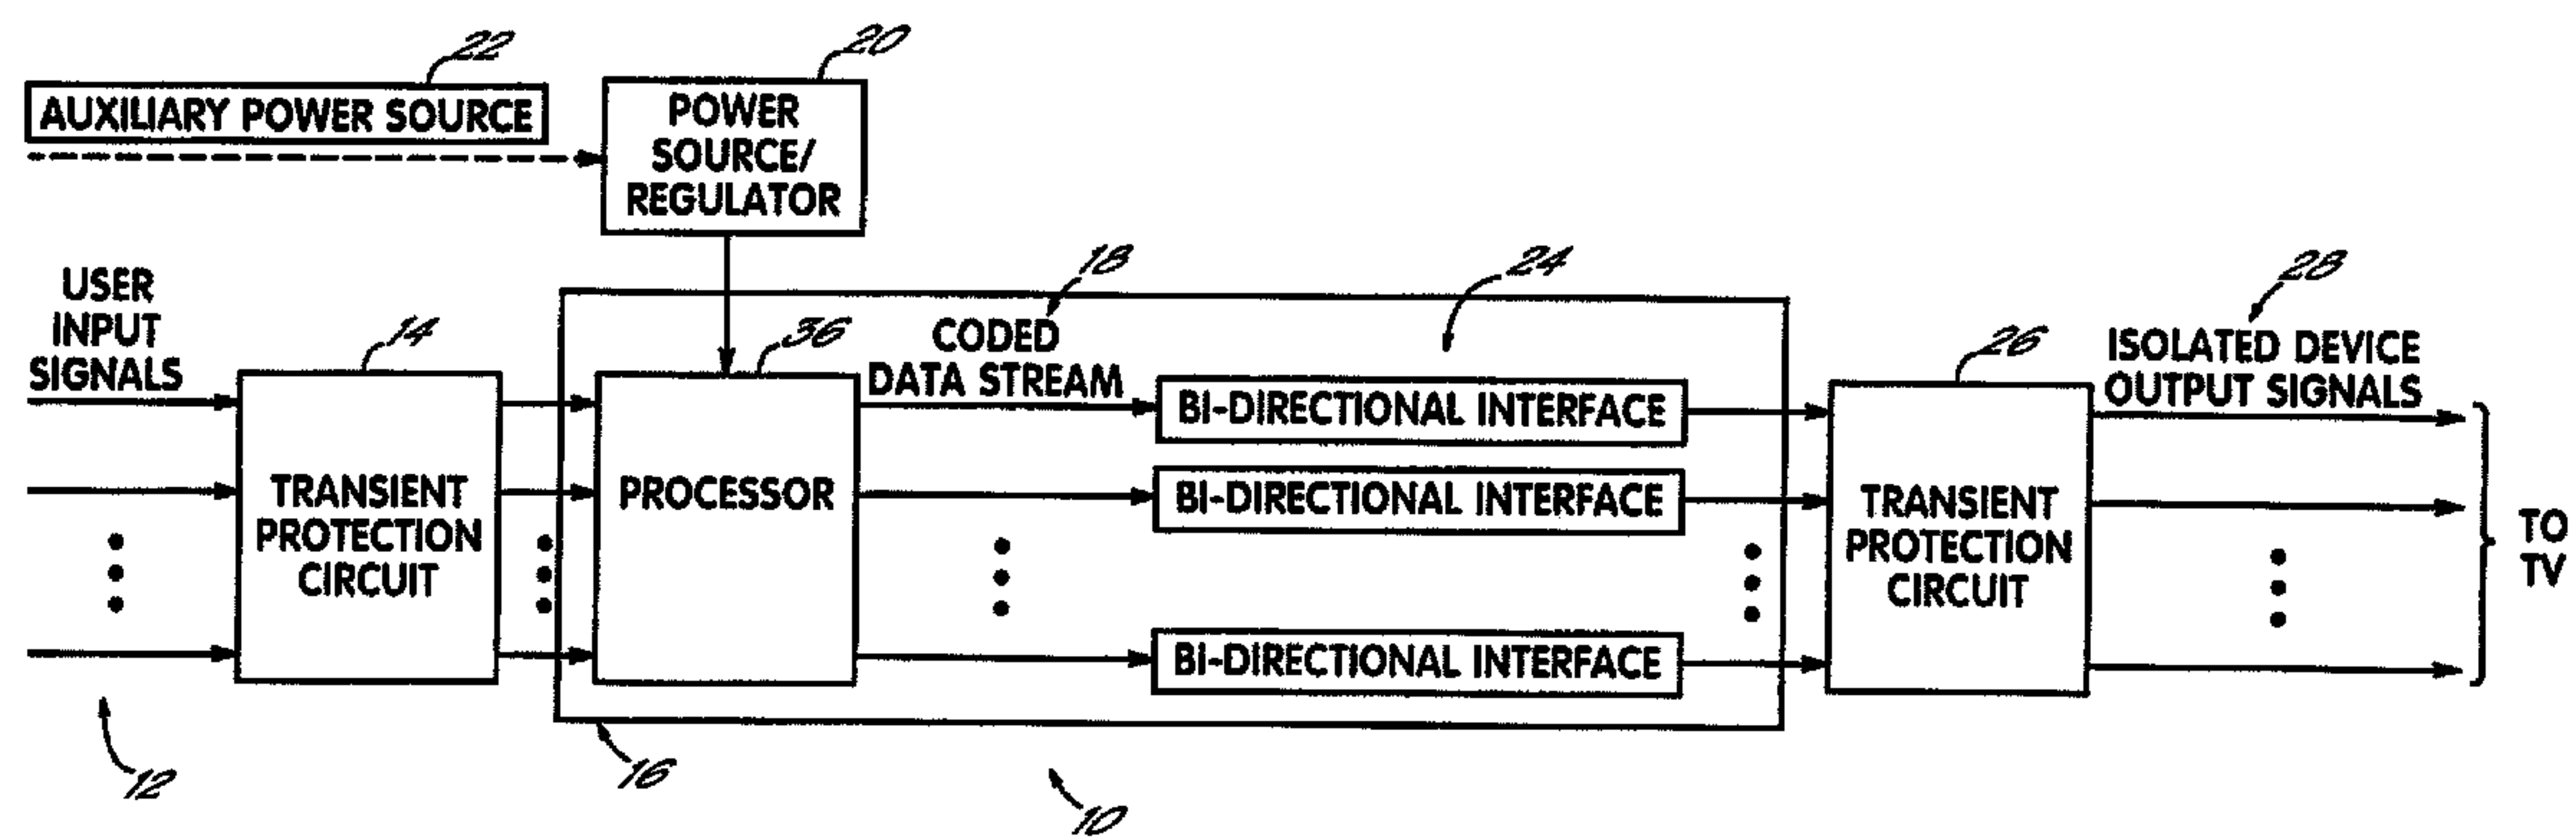 22
AUXILIARY POWER SOURCE
20
POWER
SOURCE/
REGULATOR
USER
INPUT
SIGNALS
14
TRANSIENT
PROTECTION
CIRCUIT
36
PROCESSOR
18
CODED
DATA STREAM
24
BI-DIRECTIONAL INTERFACE
BI-DIRECTIONAL INTERFACE
BI-DIRECTIONAL INTERFACE
26
TRANSIENT
PROTECTION
CIRCUIT
28
ISOLATED DEVICE
OUTPUT SIGNALS
TO
TV
12
16
10